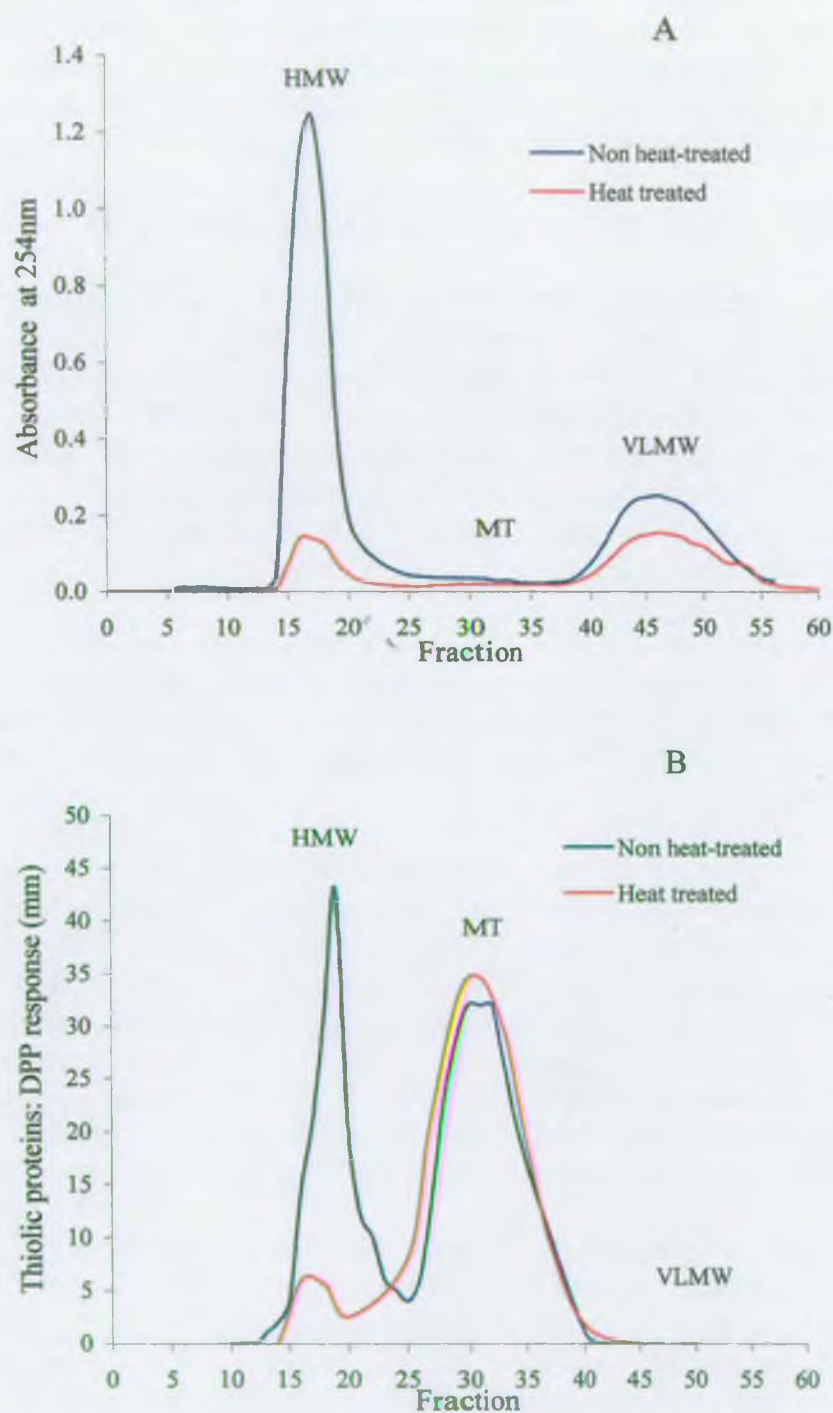 A
1.4
HMW
1.2
Non heat-treated
Heat treated
1.0
0.8
0.6
0.4
VLMW
0.2
MT
0.0
0 5 10 15 20 25 30 35 40 45 50 55 60
Absorbance at 254nm
Fraction
B
50
HMW
Non heat-treated
45
Heat treated
40
MT
35
30
25
20
15
10
5
VLMW
0
0 5 10 15 20 25 30 35 40 45 50 55 60
Thiolic proteins: DPP response (mm)
Fraction